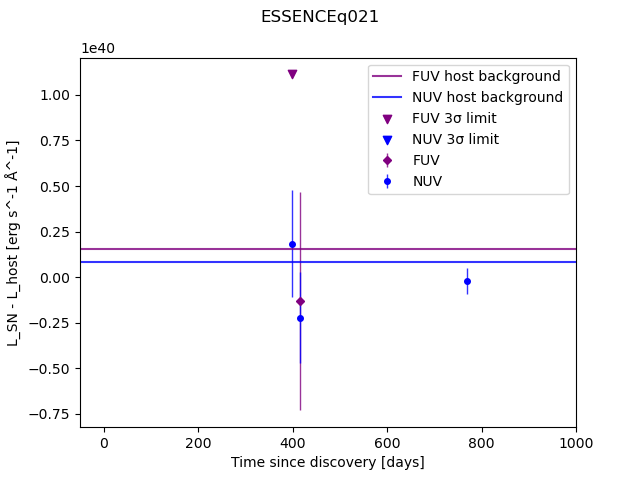 ESSENCEq021
1e40
FUV host background
NUV host background
FUV 3σ limit
NUV 3σ limit
FUV
NUV
L_SN - L_host [erg s^-1 Å^-1]
1.00
0.75
0.50
0.25
0.00
−0.25
−0.50
−0.75
0 200 400 600 800 1000
Time since discovery [days]